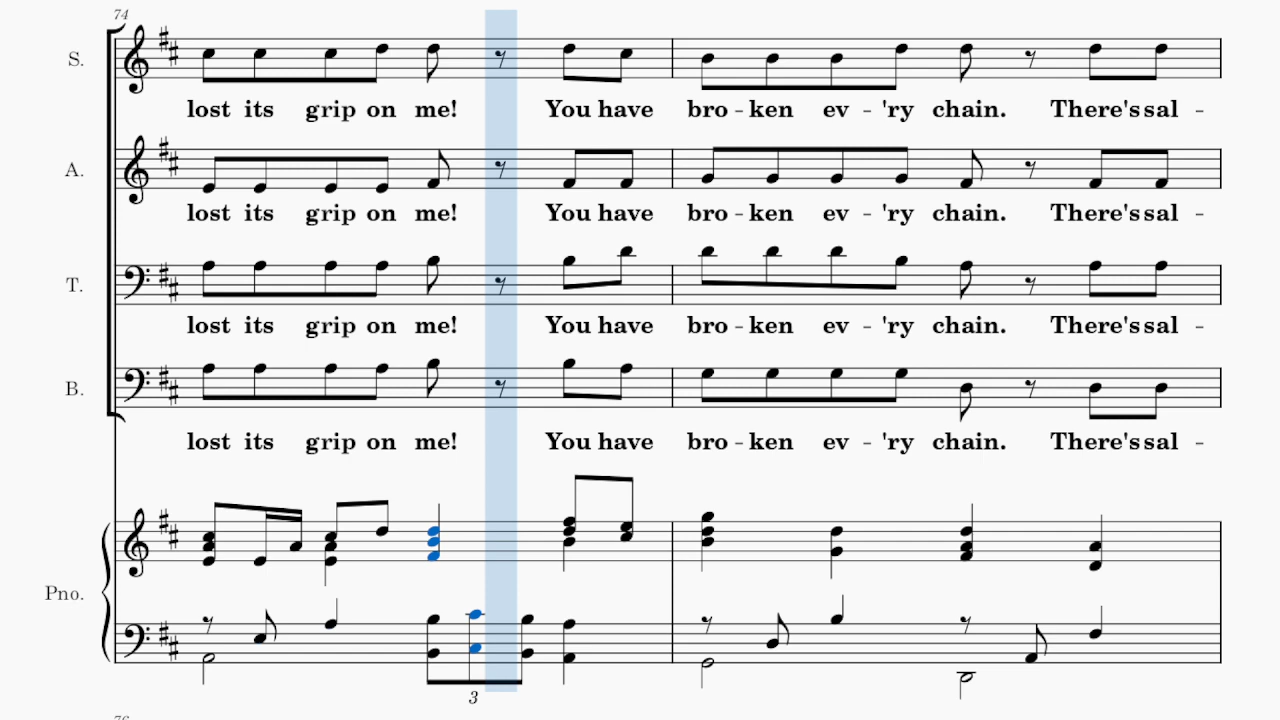 74
S.
lost its grip on me! You have bro - ken ev - 'ry chain. There's sal -
A.
lost its grip on me! You have bro - ken ev - 'ry chain. There's sal -
T.
lost its grip on me! You have bro - ken ev - 'ry chain. There's sal -
B.
lost its grip on me! You have bro - ken ev - 'ry chain. There's sal -
Pno.
3